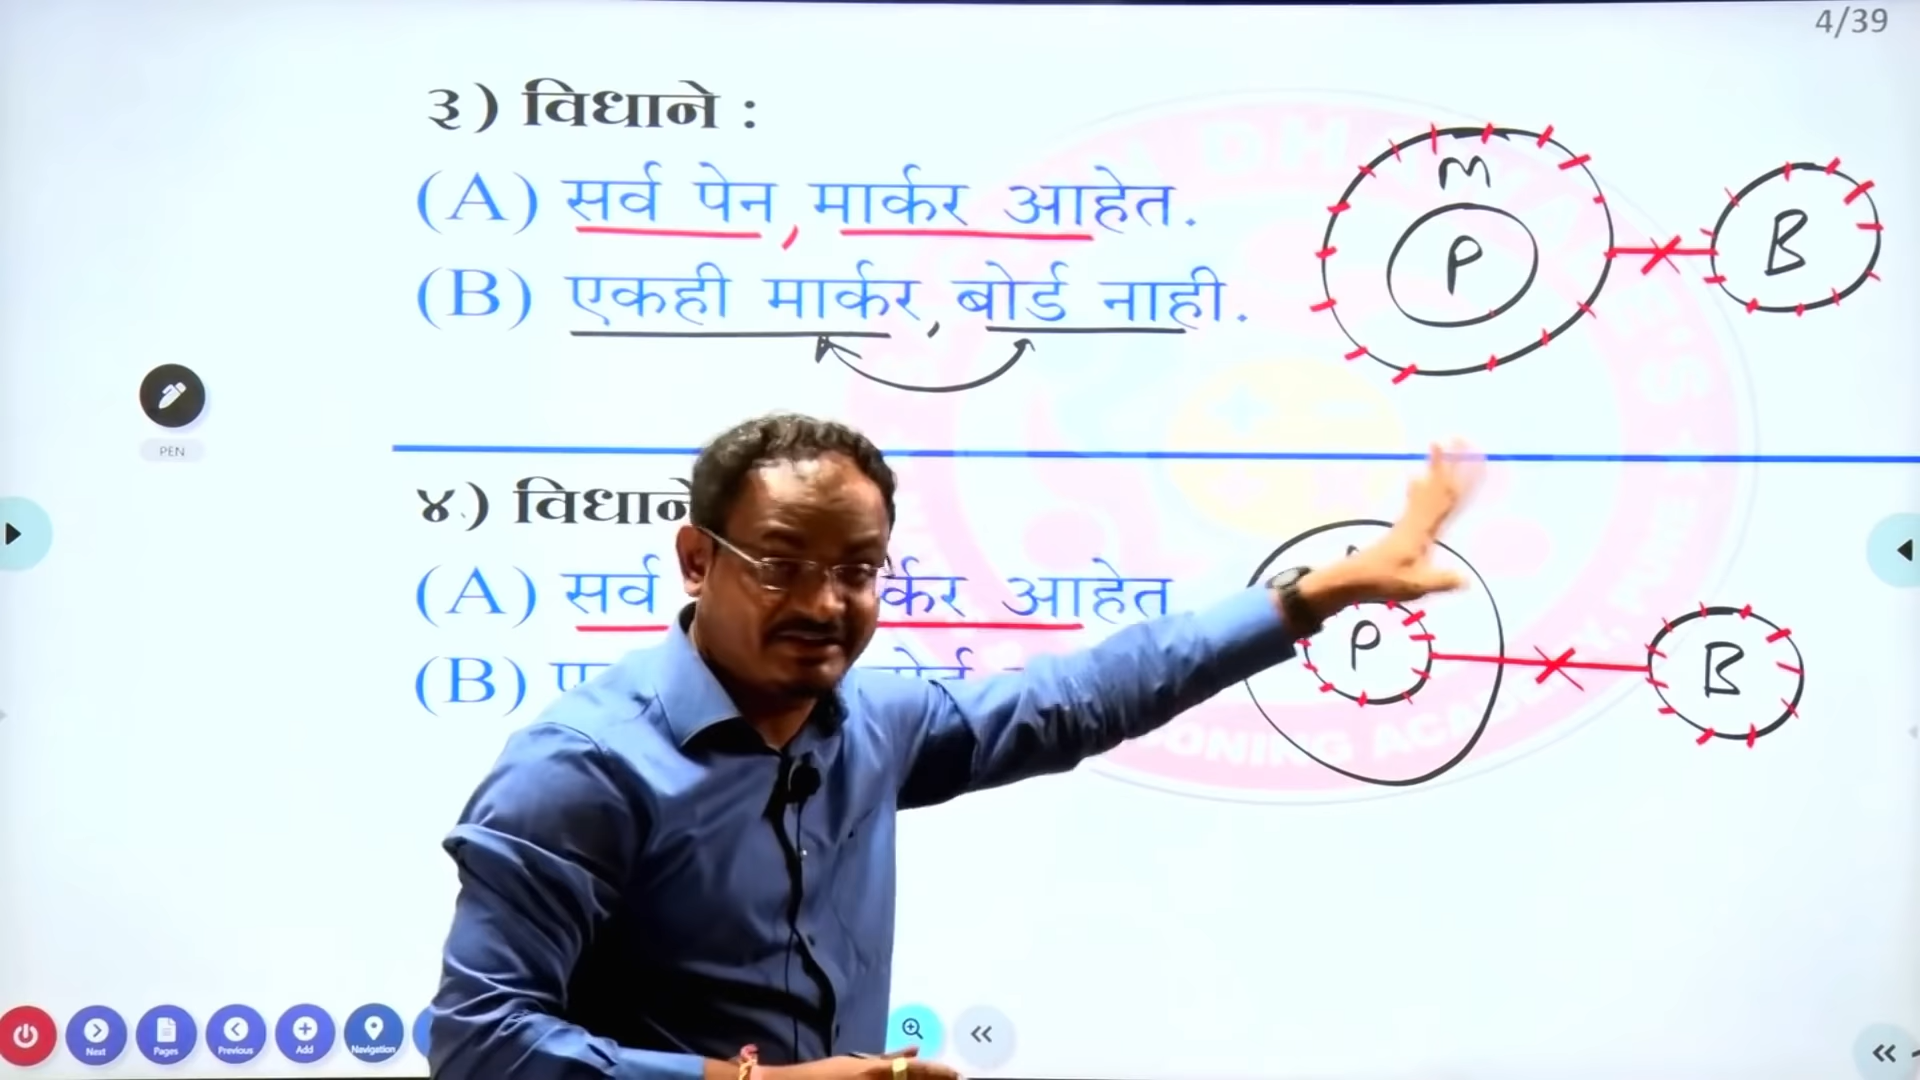 4/39
३) विधाने :
(A) सर्व पेन, मार्कर आहेत.
(B) एकही मार्कर, बोर्ड नाही.
M
P
B
PEN
४) विधाने
(A) सर्व र्कर आहेत.
(B)
P
B
Next
Pages
Previous
Add
Navigation